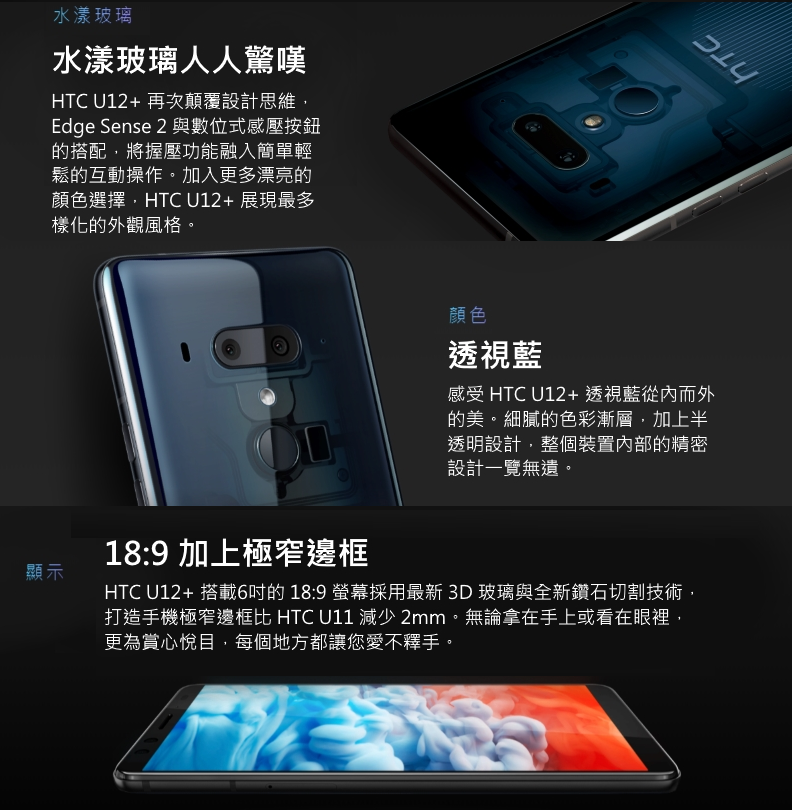 水漾玻璃
水漾玻璃人人驚嘆
HTC U12+ 再次顛覆設計思維，
Edge Sense 2 與數位式感壓按鈕
的搭配，將握壓功能融入簡單輕
鬆的互動操作。加入更多漂亮的
顏色選擇，HTC U12+ 展現最多
樣化的外觀風格。
hTC
顏色
透視藍
感受 HTC U12+ 透視藍從內而外
的美。細膩的色彩漸層，加上半
透明設計，整個裝置內部的精密
設計一覽無遺。
顯示
18:9 加上極窄邊框
HTC U12+ 搭載6吋的 18:9 螢幕採用最新 3D 玻璃與全新鑽石切割技術，
打造手機極窄邊框比 HTC U11 減少 2mm。無論拿在手上或看在眼裡，
更為賞心悅目，每個地方都讓您愛不釋手。